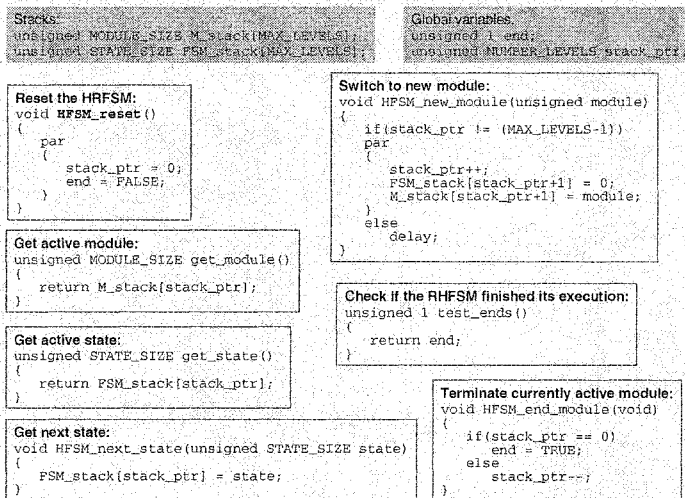 Stacks:
unsigned MODULE_SIZE M_stack[MAX_LEVELS];
unsigned STATE_SIZE FSM_stack[MAX_LEVELS];
Global variables.
unsigned 1 end;
unsigned NUMBER_LEVELS stack_ptr;
Reset the HRFSM:
void HFSM_reset()
{
par
{
stack_ptr = 0;
end = FALSE;
}
}
Get active module:
unsigned MODULE_SIZE get_module()
{
return M_stack[stack_ptr];
}
Get active state:
unsigned STATE_SIZE get_state()
{
return FSM_stack[stack_ptr];
}
Get next state:
void HFSM_next_state(unsigned STATE_SIZE state)
{
FSM_stack[stack_ptr] = state;
}
Switch to new module:
void HFSM_new_module(unsigned module)
{
if(stack_ptr != (MAX_LEVELS-1))
par
{
stack_ptr++;
FSM_stack[stack_ptr+1] = 0;
M_stack[stack_ptr+1] = module;
}
else
delay;
}
Check if the RHFSM finished its execution:
unsigned 1 test_ends()
{
return end;
}
Terminate currently active module:
void HFSM_end_module(void)
{
if(stack_ptr == 0)
end = TRUE;
else
stack_ptr--;
}